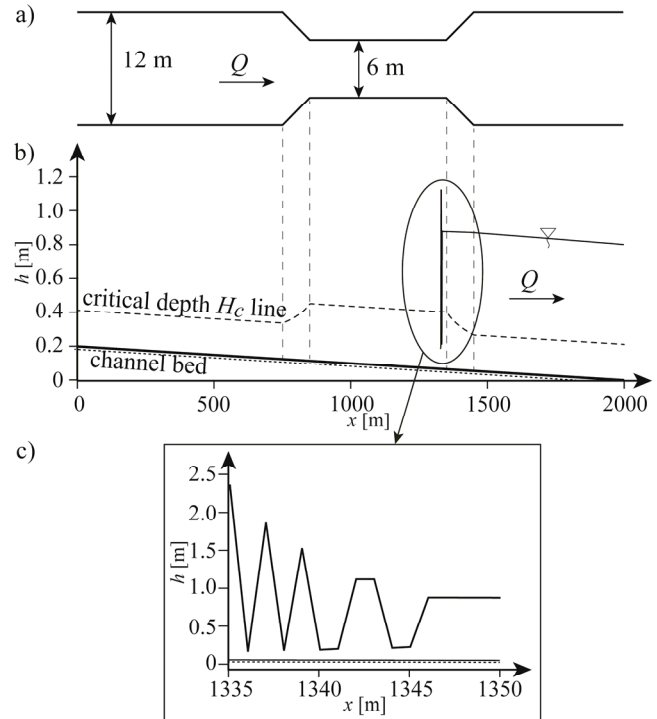 a)
12 m
Q
6 m
b)
1.2
1.0
0.8
0.6
0.4
0.2
0
h [m]
critical depth Hc line
Q
channel bed
0
500
1000
1500
2000
x [m]
c)
2.5
2.0
1.5
1.0
0.5
0
h [m]
1335
1340
1345
1350
x [m]